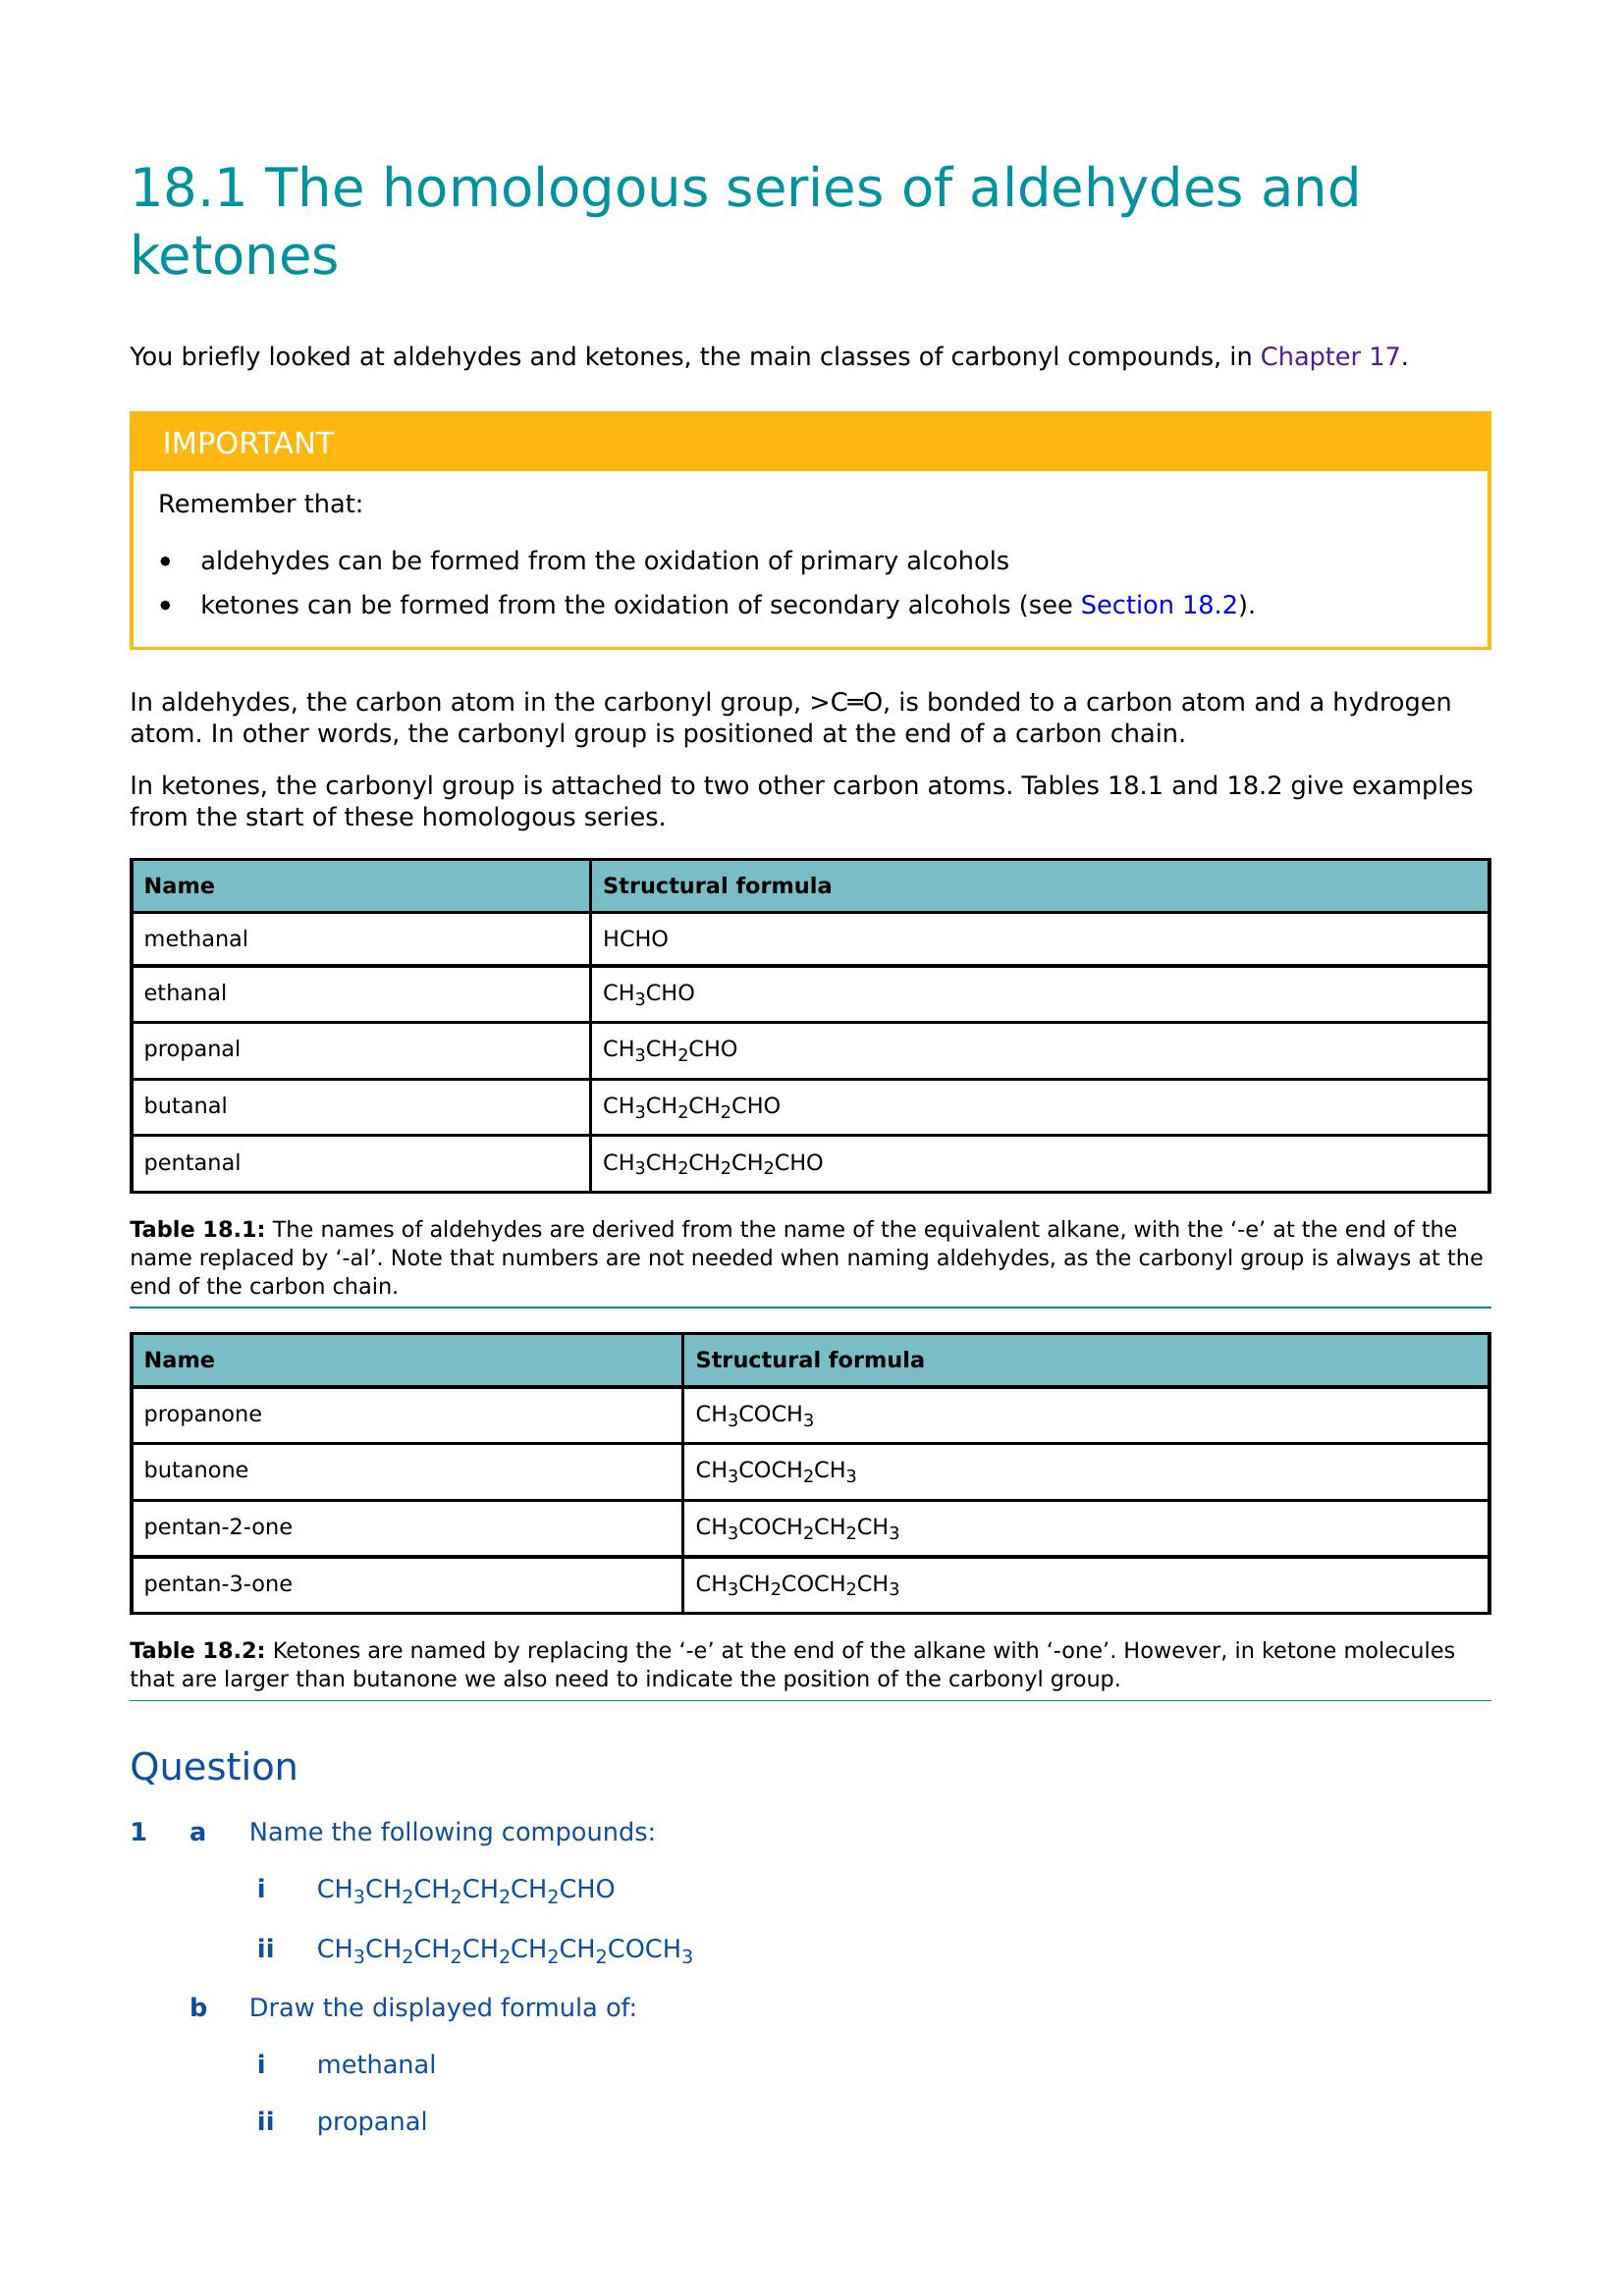 18.1 The homologous series of aldehydes and
ketones
You briefly looked at aldehydes and ketones, the main classes of carbonyl compounds, in Chapter 17.
IMPORTANT
Remember that:
• aldehydes can be formed from the oxidation of primary alcohols
• ketones can be formed from the oxidation of secondary alcohols (see Section 18.2).
In aldehydes, the carbon atom in the carbonyl group, >C═O, is bonded to a carbon atom and a hydrogen
atom. In other words, the carbonyl group is positioned at the end of a carbon chain.
In ketones, the carbonyl group is attached to two other carbon atoms. Tables 18.1 and 18.2 give examples
from the start of these homologous series.
Name Structural formula
methanal HCHO
ethanal CH₃CHO
propanal CH₃CH₂CHO
butanal CH₃CH₂CH₂CHO
pentanal CH₃CH₂CH₂CH₂CHO
Table 18.1: The names of aldehydes are derived from the name of the equivalent alkane, with the ‘-e’ at the end of the
name replaced by ‘-al’. Note that numbers are not needed when naming aldehydes, as the carbonyl group is always at the
end of the carbon chain.
Name Structural formula
propanone CH₃COCH₃
butanone CH₃COCH₂CH₃
pentan-2-one CH₃COCH₂CH₂CH₃
pentan-3-one CH₃CH₂COCH₂CH₃
Table 18.2: Ketones are named by replacing the ‘-e’ at the end of the alkane with ‘-one’. However, in ketone molecules
that are larger than butanone we also need to indicate the position of the carbonyl group.
Question
1 a Name the following compounds:
i CH₃CH₂CH₂CH₂CH₂CHO
ii CH₃CH₂CH₂CH₂CH₂CH₂COCH₃
b Draw the displayed formula of:
i methanal
ii propanal